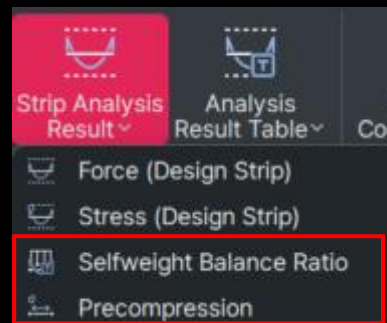 Strip Analysis
Result
Analysis
Result Table
Co
Force (Design Strip)
Stress (Design Strip)
Selfweight Balance Ratio
Precompression